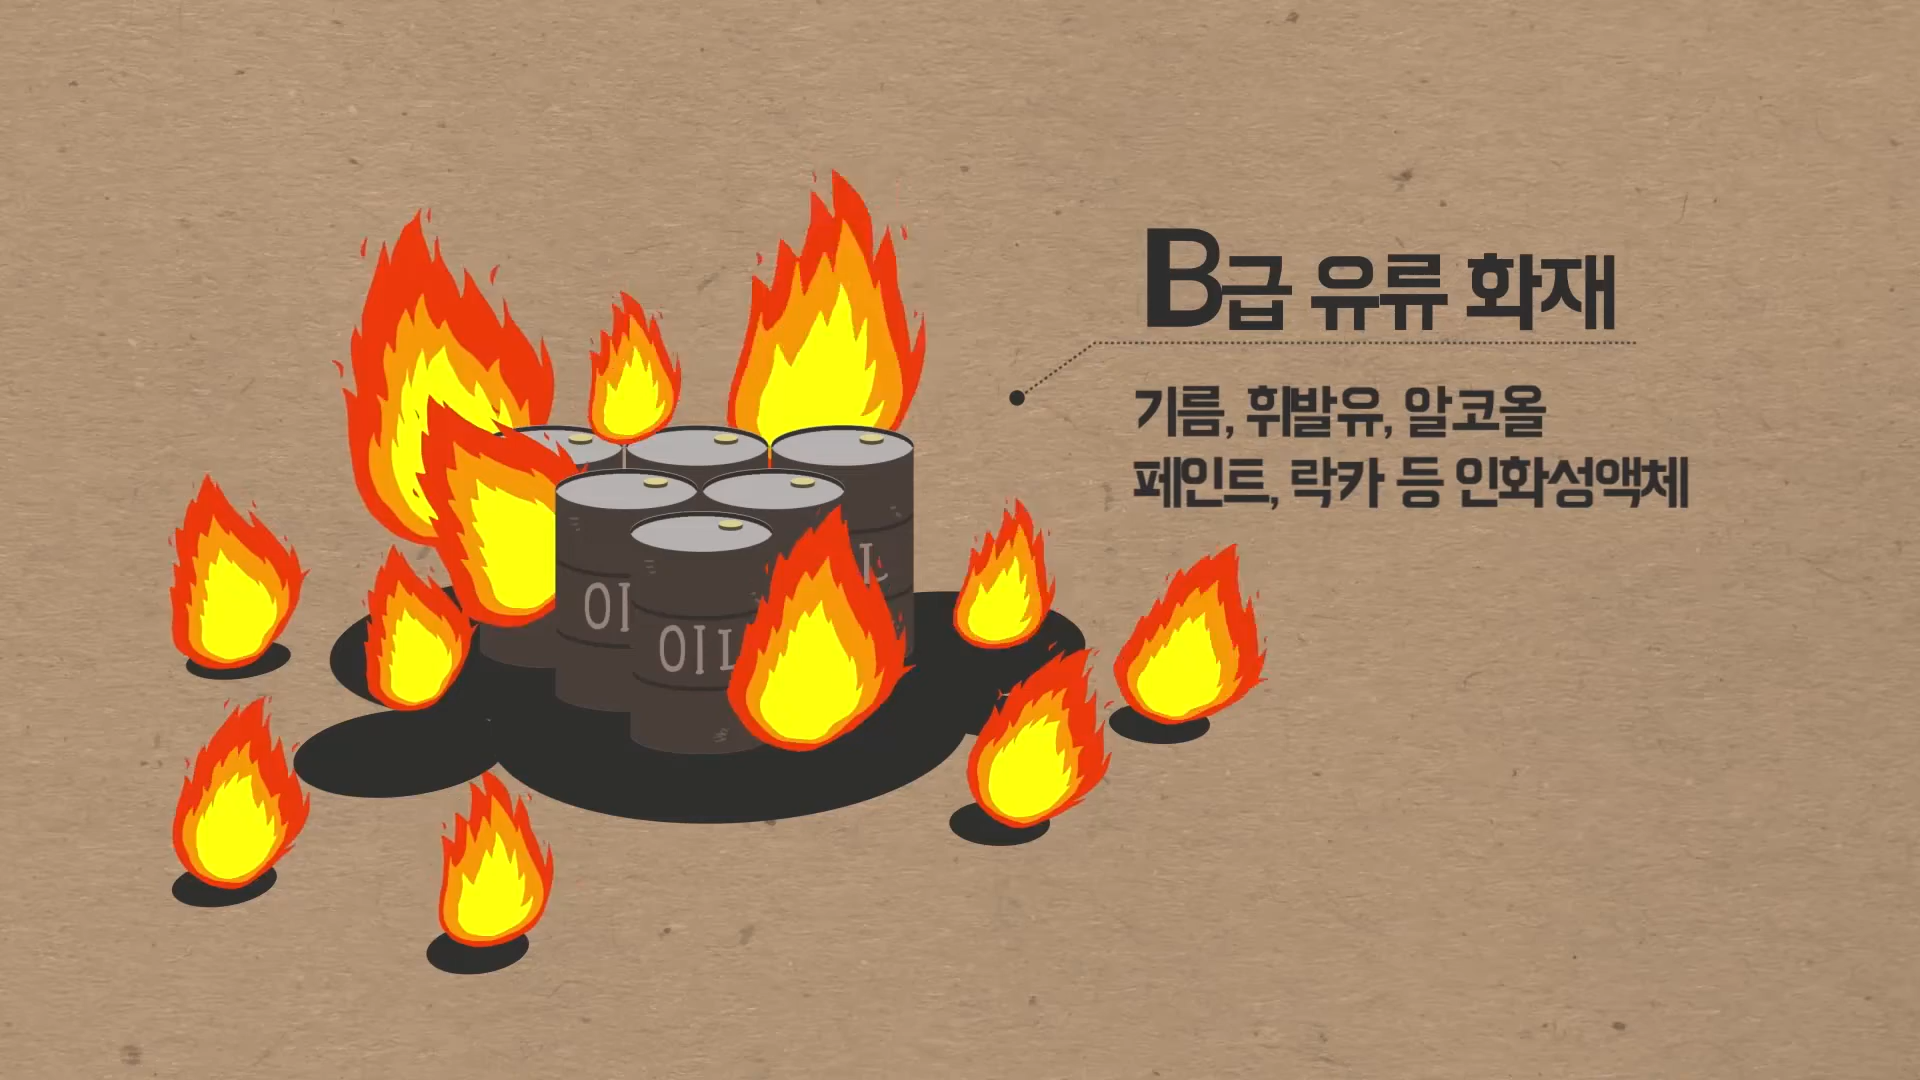 B급 유류 화재
기름, 휘발유, 알코올
페인트, 락카 등 인화성액체
OI
OIL
L